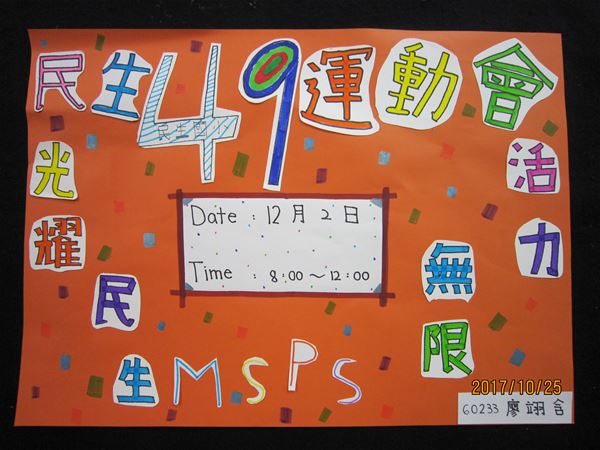 民生49運動會
民生國小
光耀民生
活力無限
Date : 12月2日
Time : 8:00～12:00
MSPS
2017/10/25
60233 廖翊含